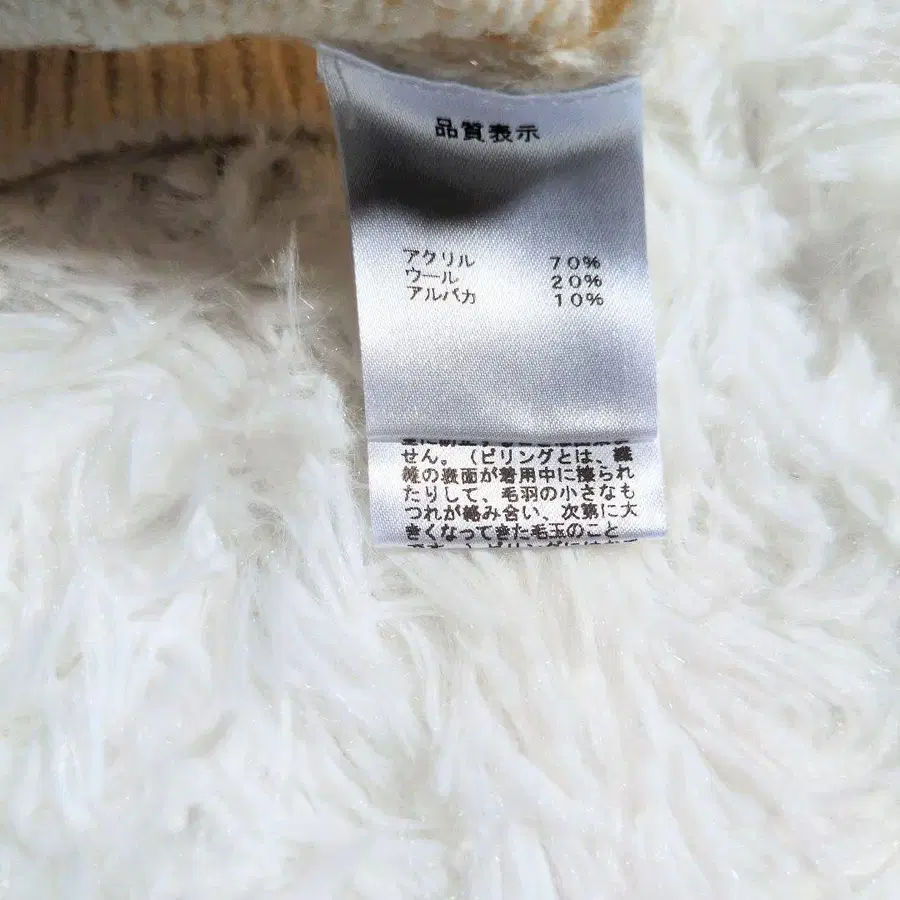 品質表示
アクリル 70%
ウール 20%
アルパカ 10%
せん。(ピリングとは、繊
維の表面が着用中に擦られ
たりして、毛羽の小さなも
つれが絡み合い、次第に大
きくなってきた毛玉のこと